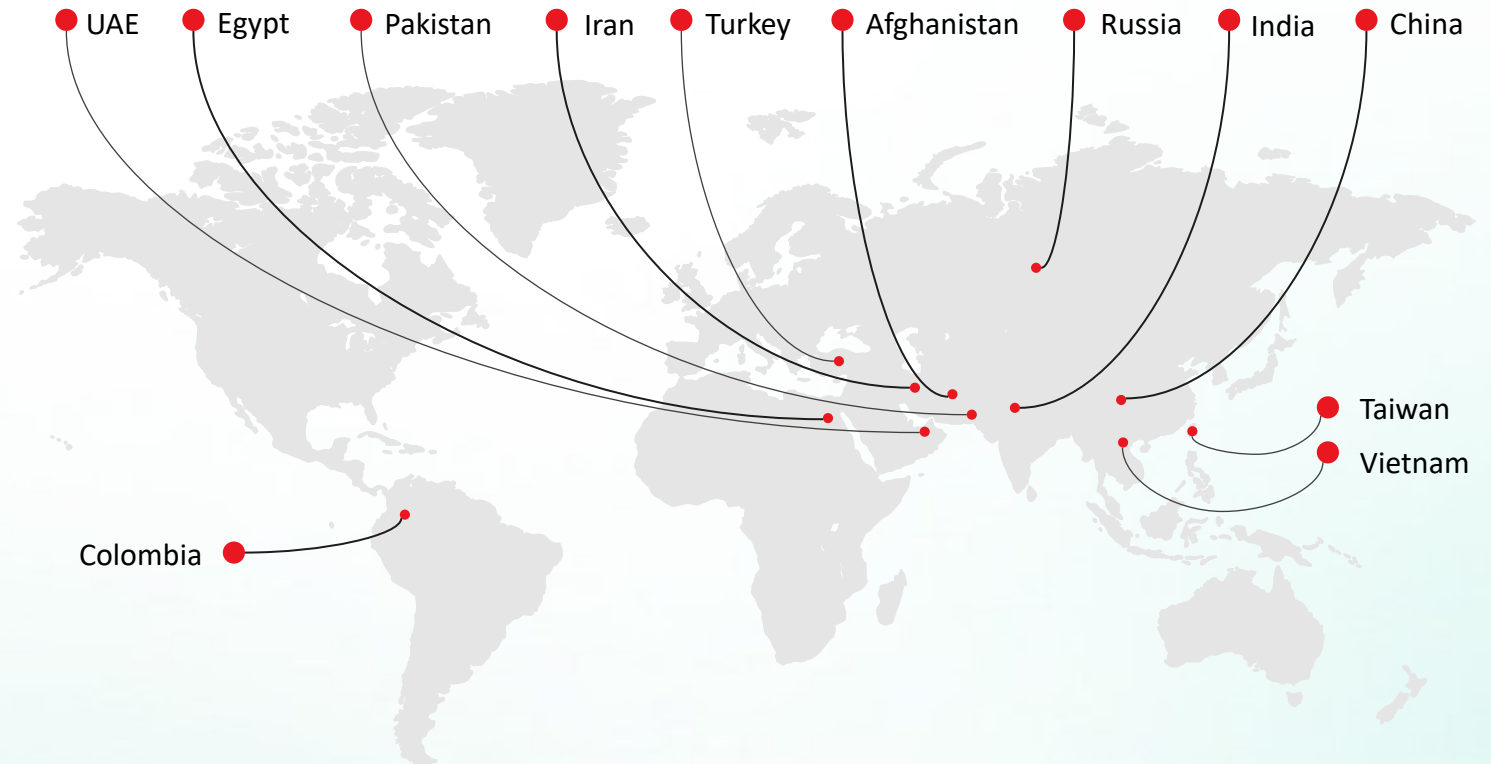 UAE
Egypt
Pakistan
Iran
Turkey
Afghanistan
Russia
India
China
Taiwan
Vietnam
Colombia